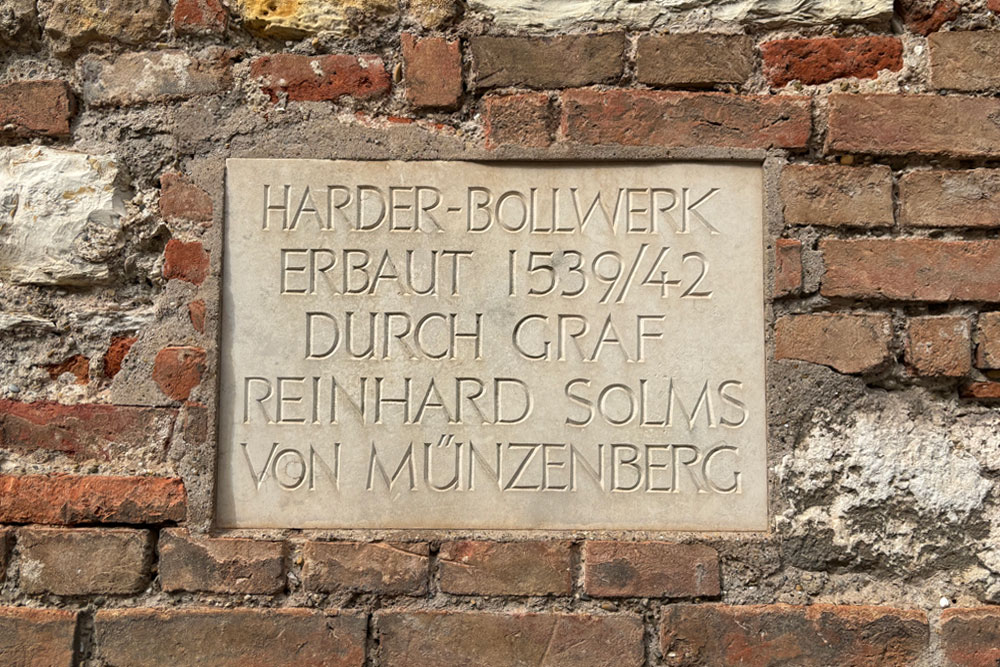 HARDER-BOLLWERK
ERBAUT 1539/42
DURCH GRAF
REINHARD SOLMS
VON MÜNZENBERG